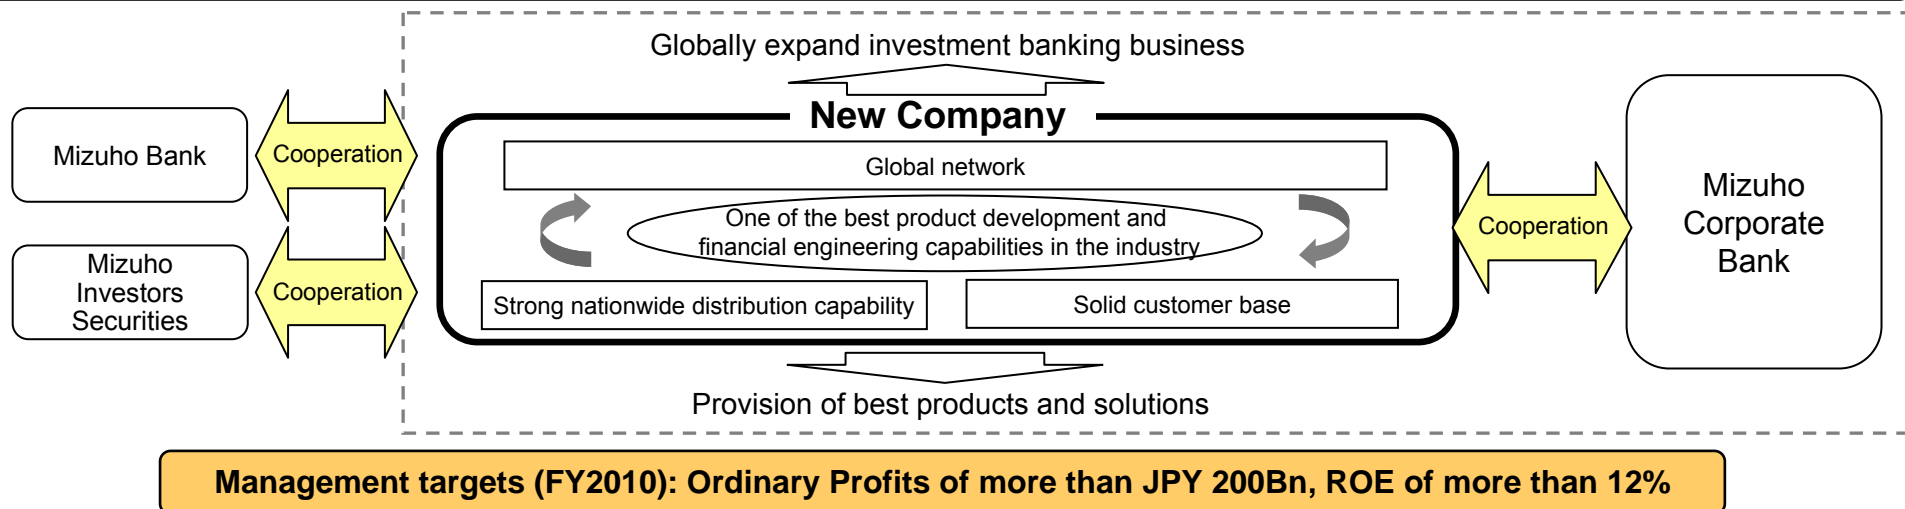 Globally expand investment banking business
New Company
Mizuho Bank
Cooperation
Global network
One of the best product development and
financial engineering capabilities in the industry
Mizuho
Investors
Securities
Cooperation
Strong nationwide distribution capability
Solid customer base
Cooperation
Mizuho
Corporate
Bank
Provision of best products and solutions
Management targets (FY2010): Ordinary Profits of more than JPY 200Bn, ROE of more than 12%